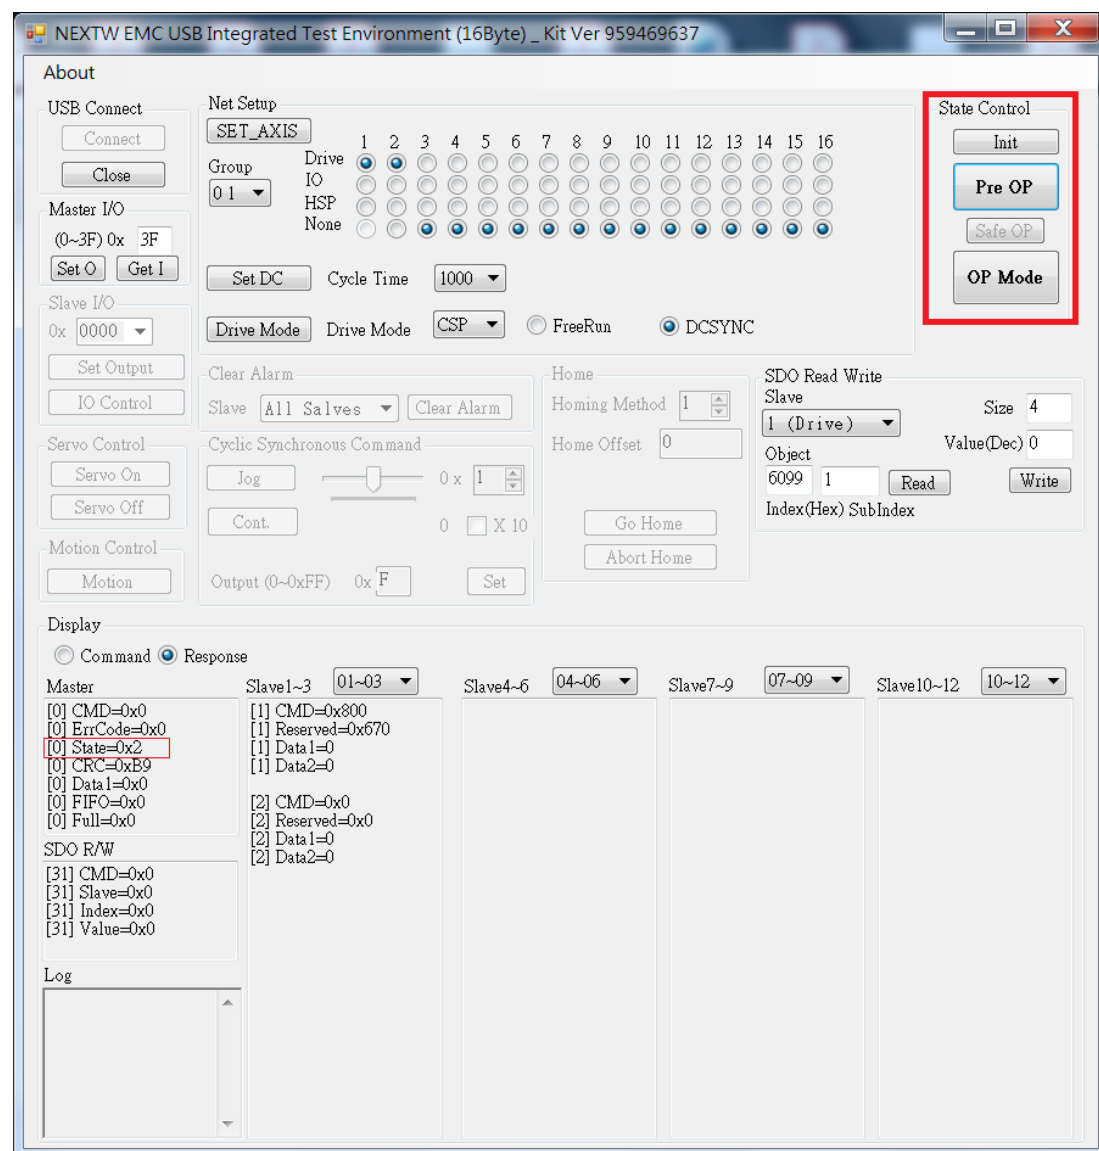 NEXTW EMC USB Integrated Test Environment (16Byte) _ Kit Ver 959469637
About
USB Connect
Connect
Close
Master I/O
(0~3F) 0x 3F
Set O Get I
Slave I/O
0x 0000
Set Output
IO Control
Servo Control
Servo On
Servo Off
Motion Control
Motion
Net Setup
SET_AXIS
Group
0 1
1 2 3 4 5 6 7 8 9 10 11 12 13 14 15 16
Drive
IO
HSP
None
Set DC Cycle Time 1000
Drive Mode Drive Mode CSP FreeRun DCSYNC
State Control
Init
Pre OP
Safe OP
OP Mode
Clear Alarm
Slave All Salves Clear Alarm
Cyclic Synchronous Command
Jog 0 x 1
Cont. 0 X 10
Output (0~0xFF) 0x F Set
Home
Homing Method 1
Home Offset 0
Go Home
Abort Home
SDO Read Write
Slave
1 (Drive)
Size 4
Value(Dec) 0
Object
6099 1 Read Write
Index(Hex) SubIndex
Display
Command Response
Master
[0] CMD=0x0
[0] ErrCode=0x0
[0] State=0x2
[0] CRC=0xB9
[0] Data1=0x0
[0] FIFO=0x0
[0] Full=0x0
SDO R/W
[31] CMD=0x0
[31] Slave=0x0
[31] Index=0x0
[31] Value=0x0
Log
Slave1~3 01~03
[1] CMD=0x800
[1] Reserved=0x670
[1] Data1=0
[1] Data2=0
[2] CMD=0x0
[2] Reserved=0x0
[2] Data1=0
[2] Data2=0
Slave4~6 04~06
Slave7~9 07~09
Slave10~12 10~12